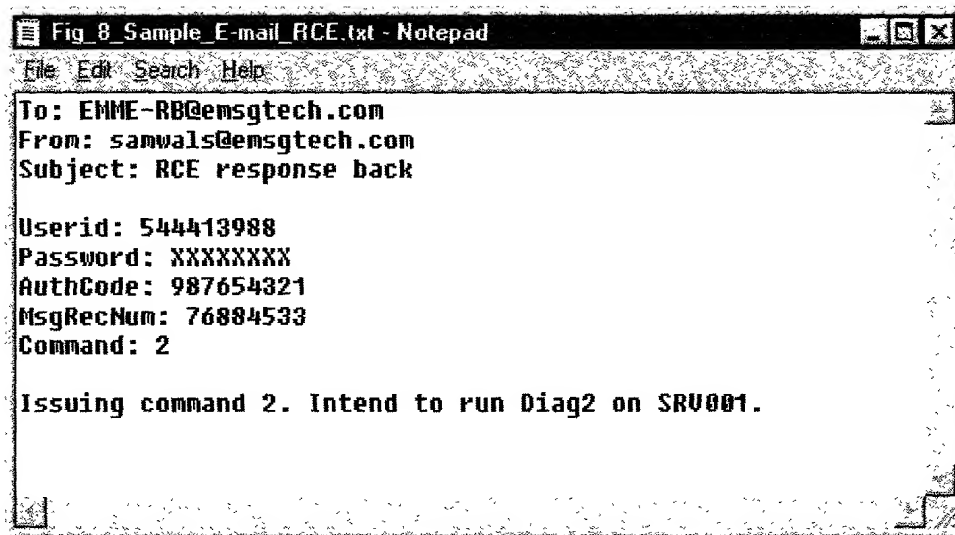 Fig_8_Sample_E-mail_RCE.txt - Notepad
File Edit Search Help
To: EMME-RB@emsgtech.com
From: samwals@emsgtech.com
Subject: RCE response back
Userid: 544413988
Password: XXXXXXXX
AuthCode: 987654321
MsgRecNum: 76884533
Command: 2
Issuing command 2. Intend to run Diag2 on SRV001.